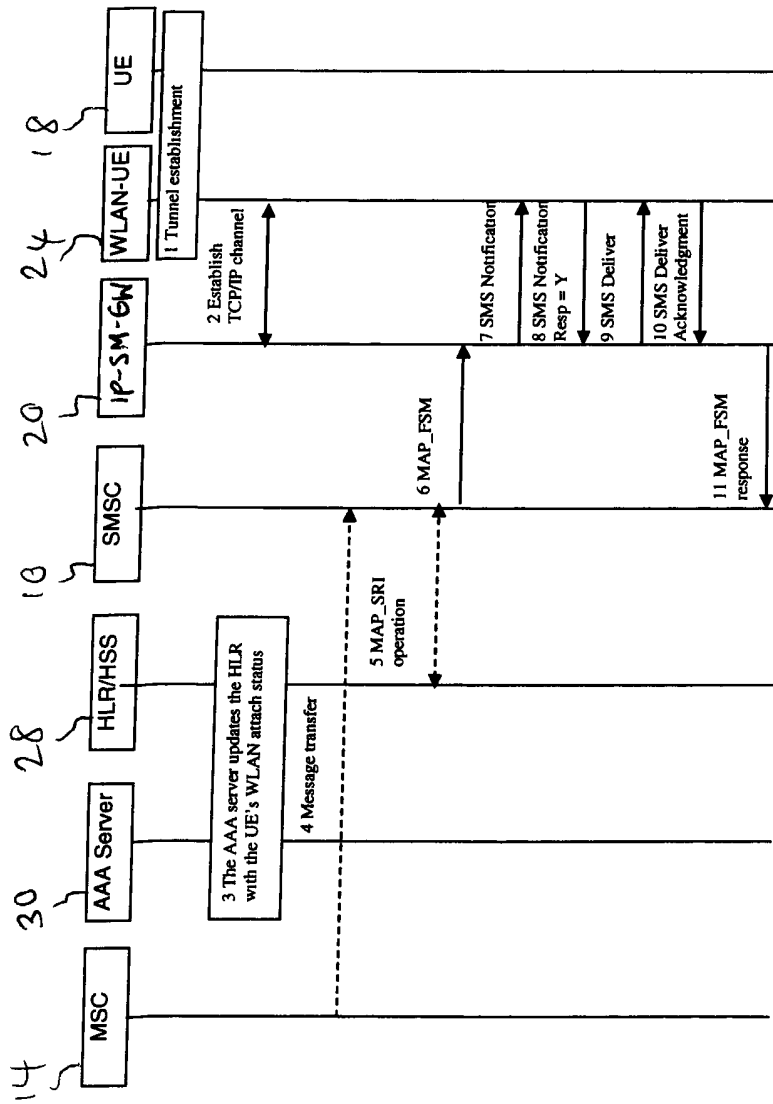 14
30
28
10
20
24
18
MSC
AAA Server
HLR/HSS
SMSC
IP-SM-GW
WLAN-UE
UE
1 Tunnel establishment
2 Establish
TCP/IP channel
3 The AAA server updates the HLR
with the UE's WLAN attach status
4 Message transfer
5 MAP_SRI
operation
6 MAP_FSM
7 SMS Notification
8 SMS Notification
Resp = Y
9 SMS Deliver
10 SMS Deliver
Acknowledgment
11 MAP_FSM
response